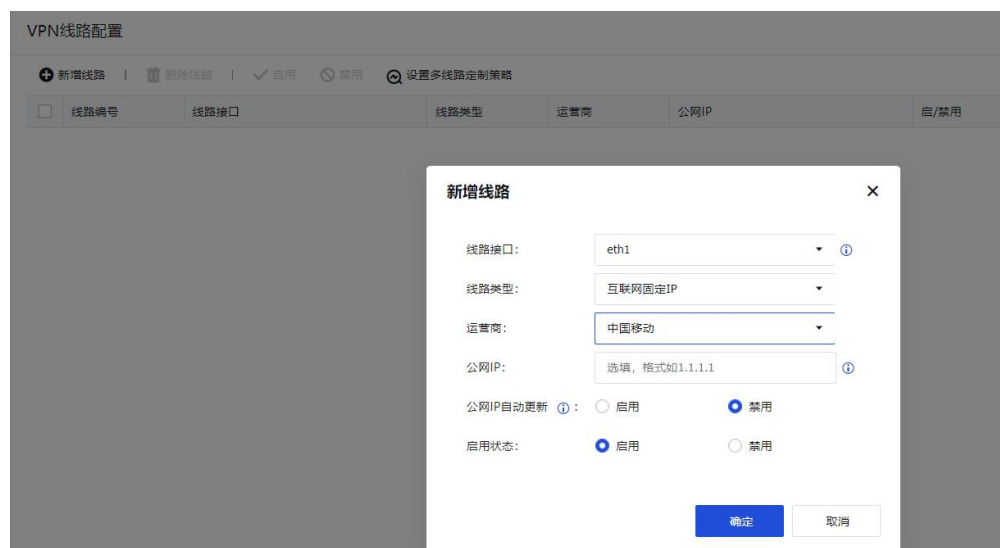 VPN线路配置
新增线路 | 删除线路 | 启用 禁用 设置多线路定制策略
线路编号 线路接口 线路类型 运营商 公网IP 启/禁用
新增线路
线路接口: eth1
线路类型: 互联网固定IP
运营商: 中国移动
公网IP: 选填, 格式如1.1.1.1
公网IP自动更新 : 启用 禁用
启用状态: 启用 禁用
确定 取消